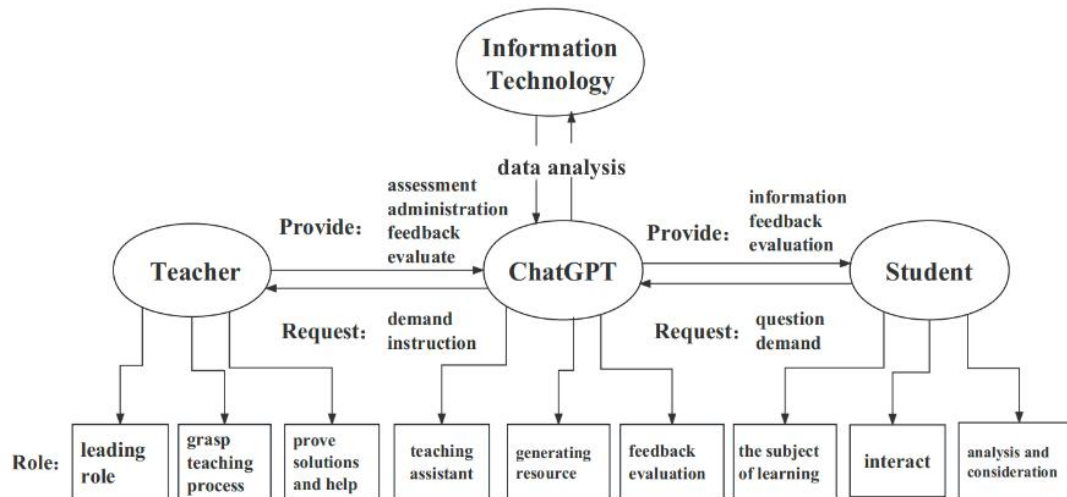 Information
Technology
data analysis
assessment
administration
feedback
evaluate
Provide：
information
feedback
evaluation
Provide：
Teacher
ChatGPT
Student
Request：
demand
instruction
Request：
question
demand
Role：
leading
role
grasp
teaching
process
prove
solutions
and help
teaching
assistant
generating
resource
feedback
evaluation
the subject
of learning
interact
analysis and
consideration